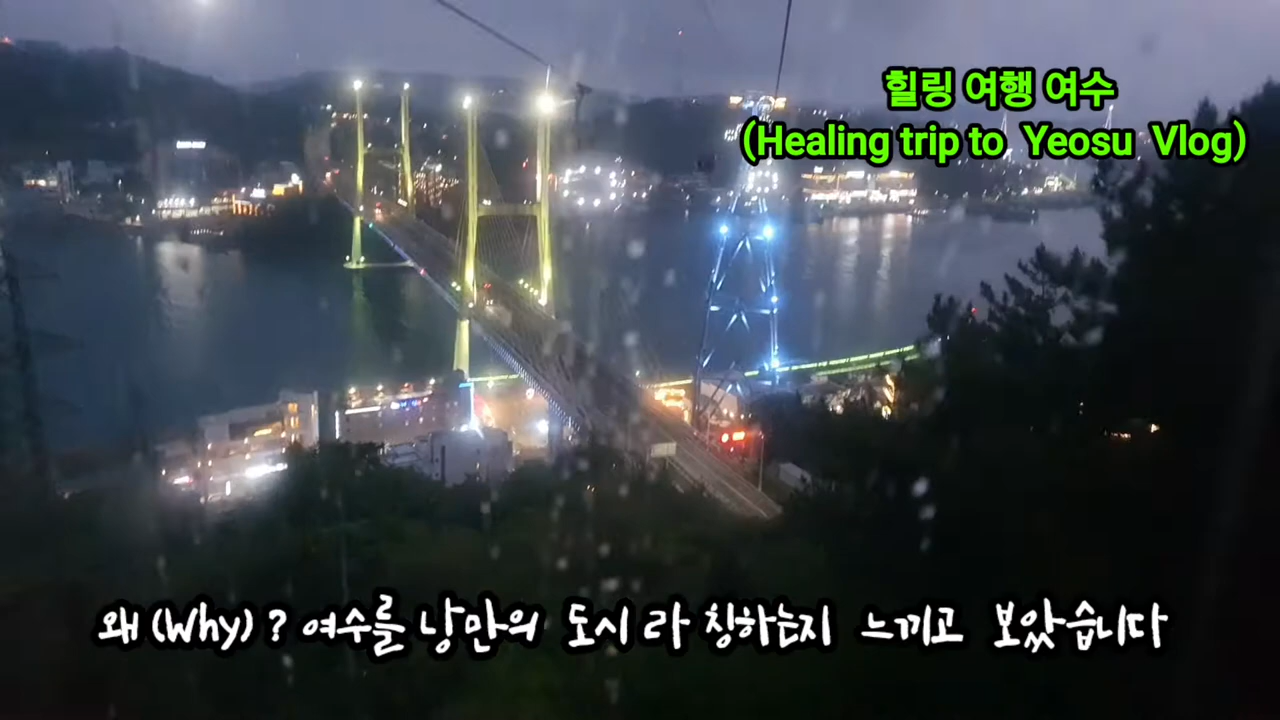 힐링 여행 여수
(Healing trip to Yeosu Vlog)
왜 (Why) ? 여수를 낭만의 도시 라 칭하는지 느끼고 보았습니다